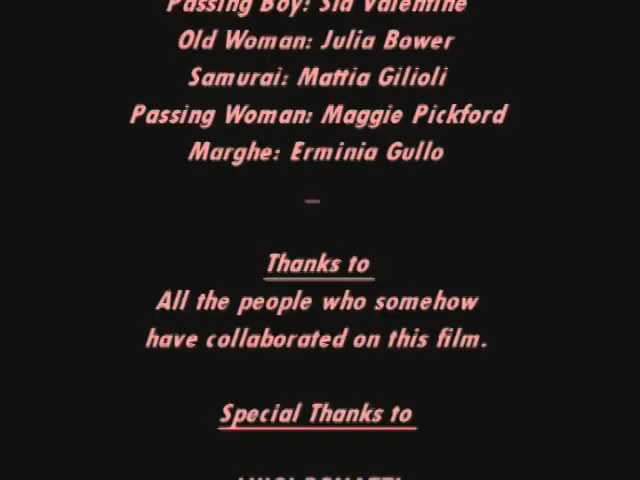 Passing Boy: Sid Valentine
Old Woman: Julia Bower
Samurai: Mattia Gilioli
Passing Woman: Maggie Pickford
Marghe: Erminia Gullo
–
Thanks to
All the people who somehow
have collaborated on this film.
Special Thanks to